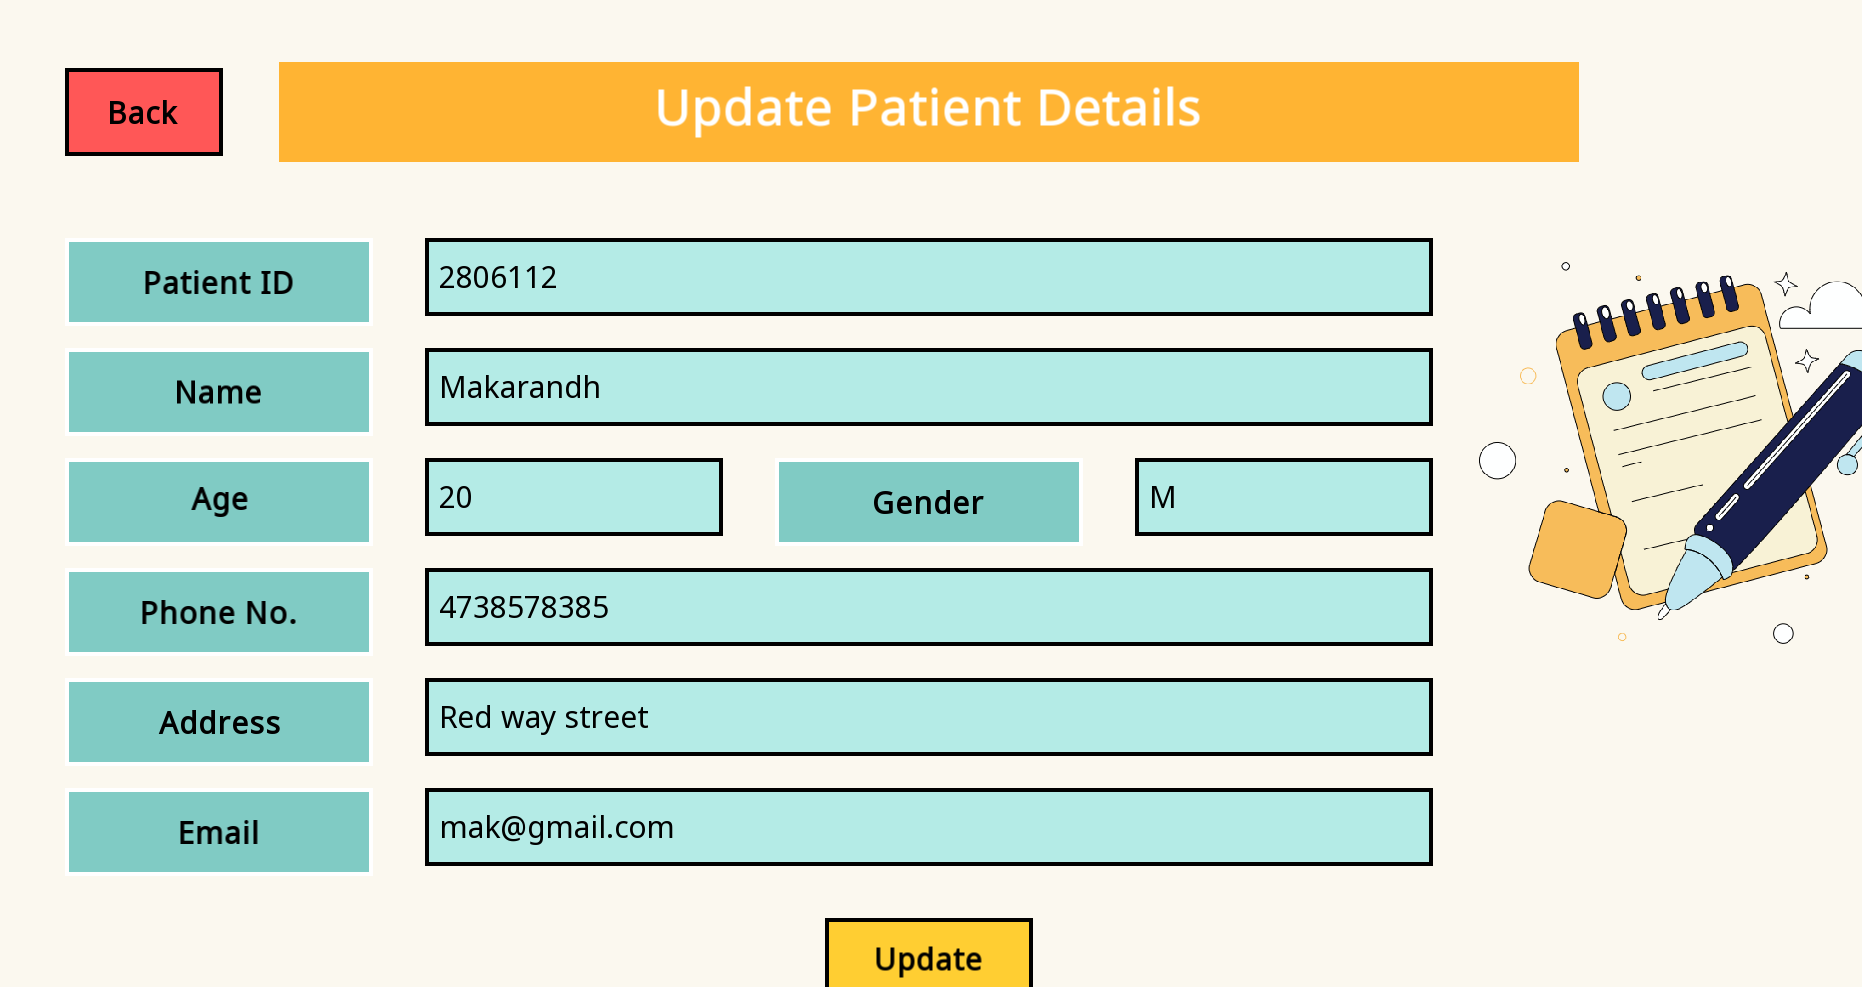 Back
Update Patient Details
Patient ID
2806112
Name
Makarandh
Age
20
Gender
M
Phone No.
4738578385
Address
Red way street
Email
mak@gmail.com
Update